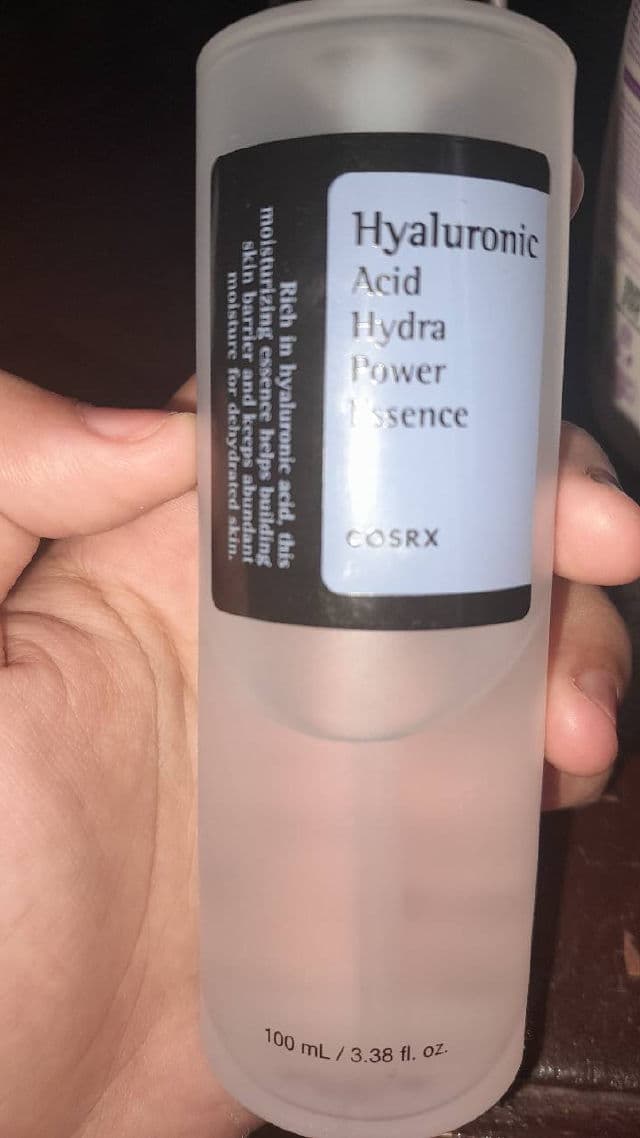 Hyaluronic
Acid
Hydra
Power
Essence
COSRX
Rich in hyaluronic acid, this
moisturizing essence helps building
skin barrier and keeps abundant
moisture for dehydrated skin.
100 mL / 3.38 fl. oz.